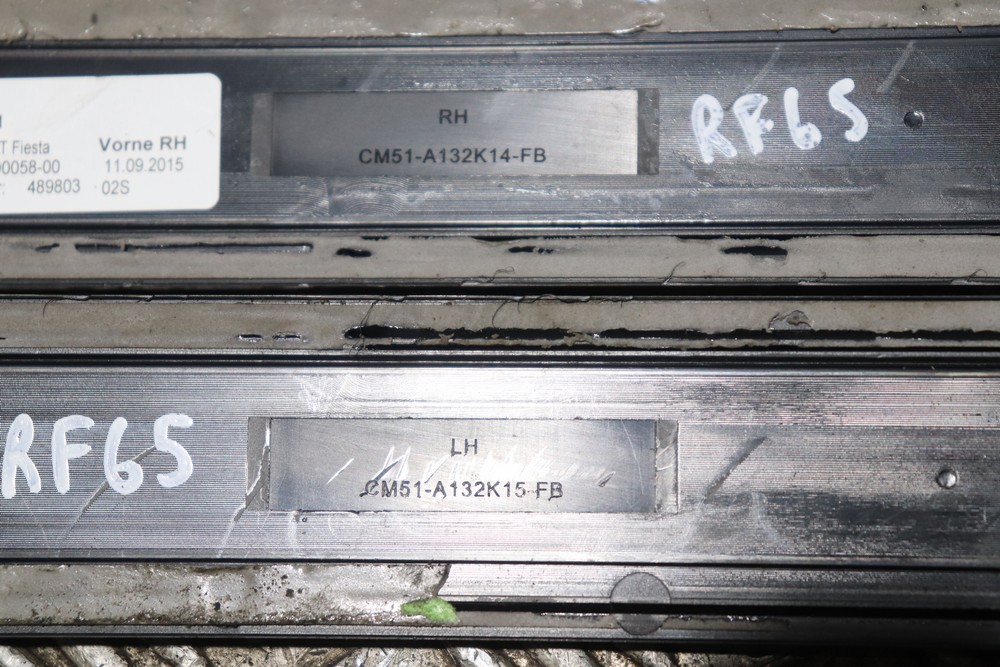 T Fiesta
Vorne RH
00058-00
11.09.2015
489803
02S
RH
CM51-A132K14-FB
RF65
RF65
LH
CM51-A132K15-FB